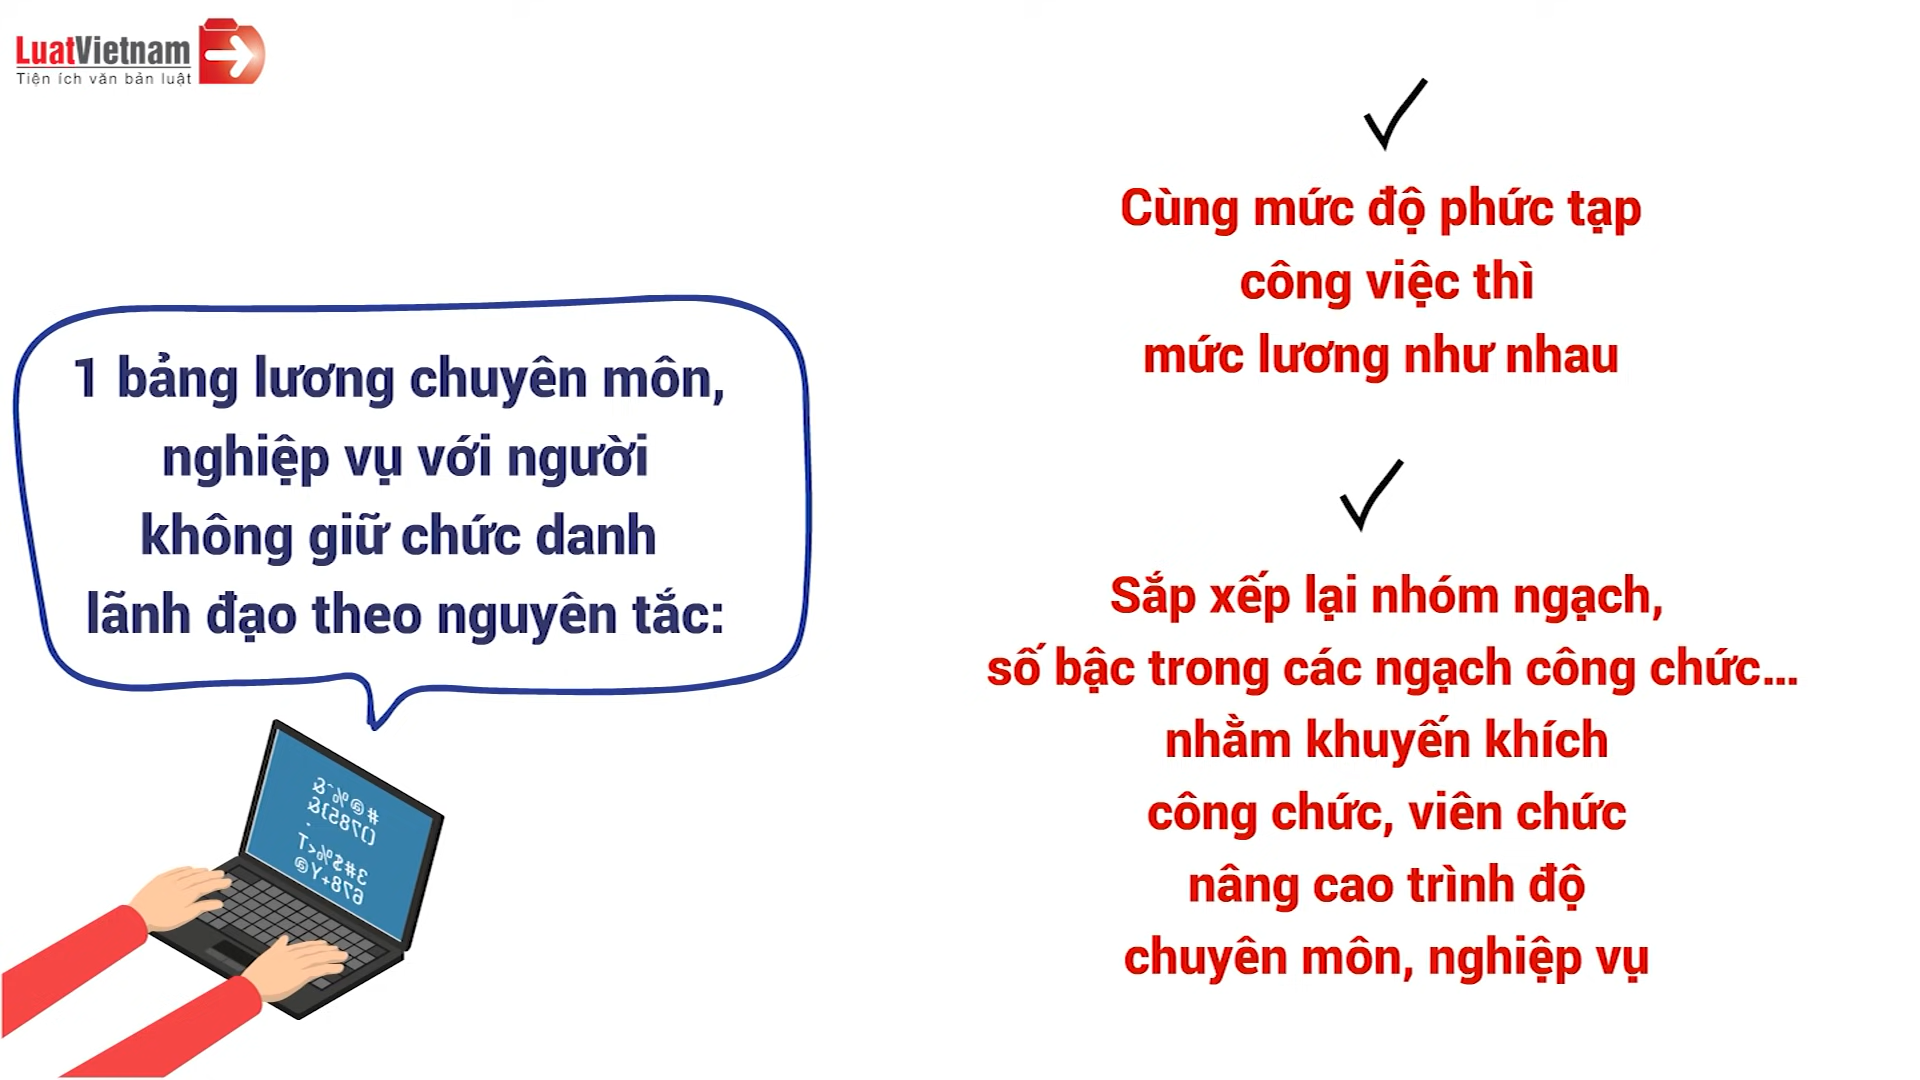 LuatVietnam
Tiện ích văn bản luật
1 bảng lương chuyên môn,
nghiệp vụ với người
không giữ chức danh
lãnh đạo theo nguyên tắc:
Cùng mức độ phức tạp
công việc thì
mức lương như nhau
Sắp xếp lại nhóm ngạch,
số bậc trong các ngạch công chức...
nhằm khuyến khích
công chức, viên chức
nâng cao trình độ
chuyên môn, nghiệp vụ